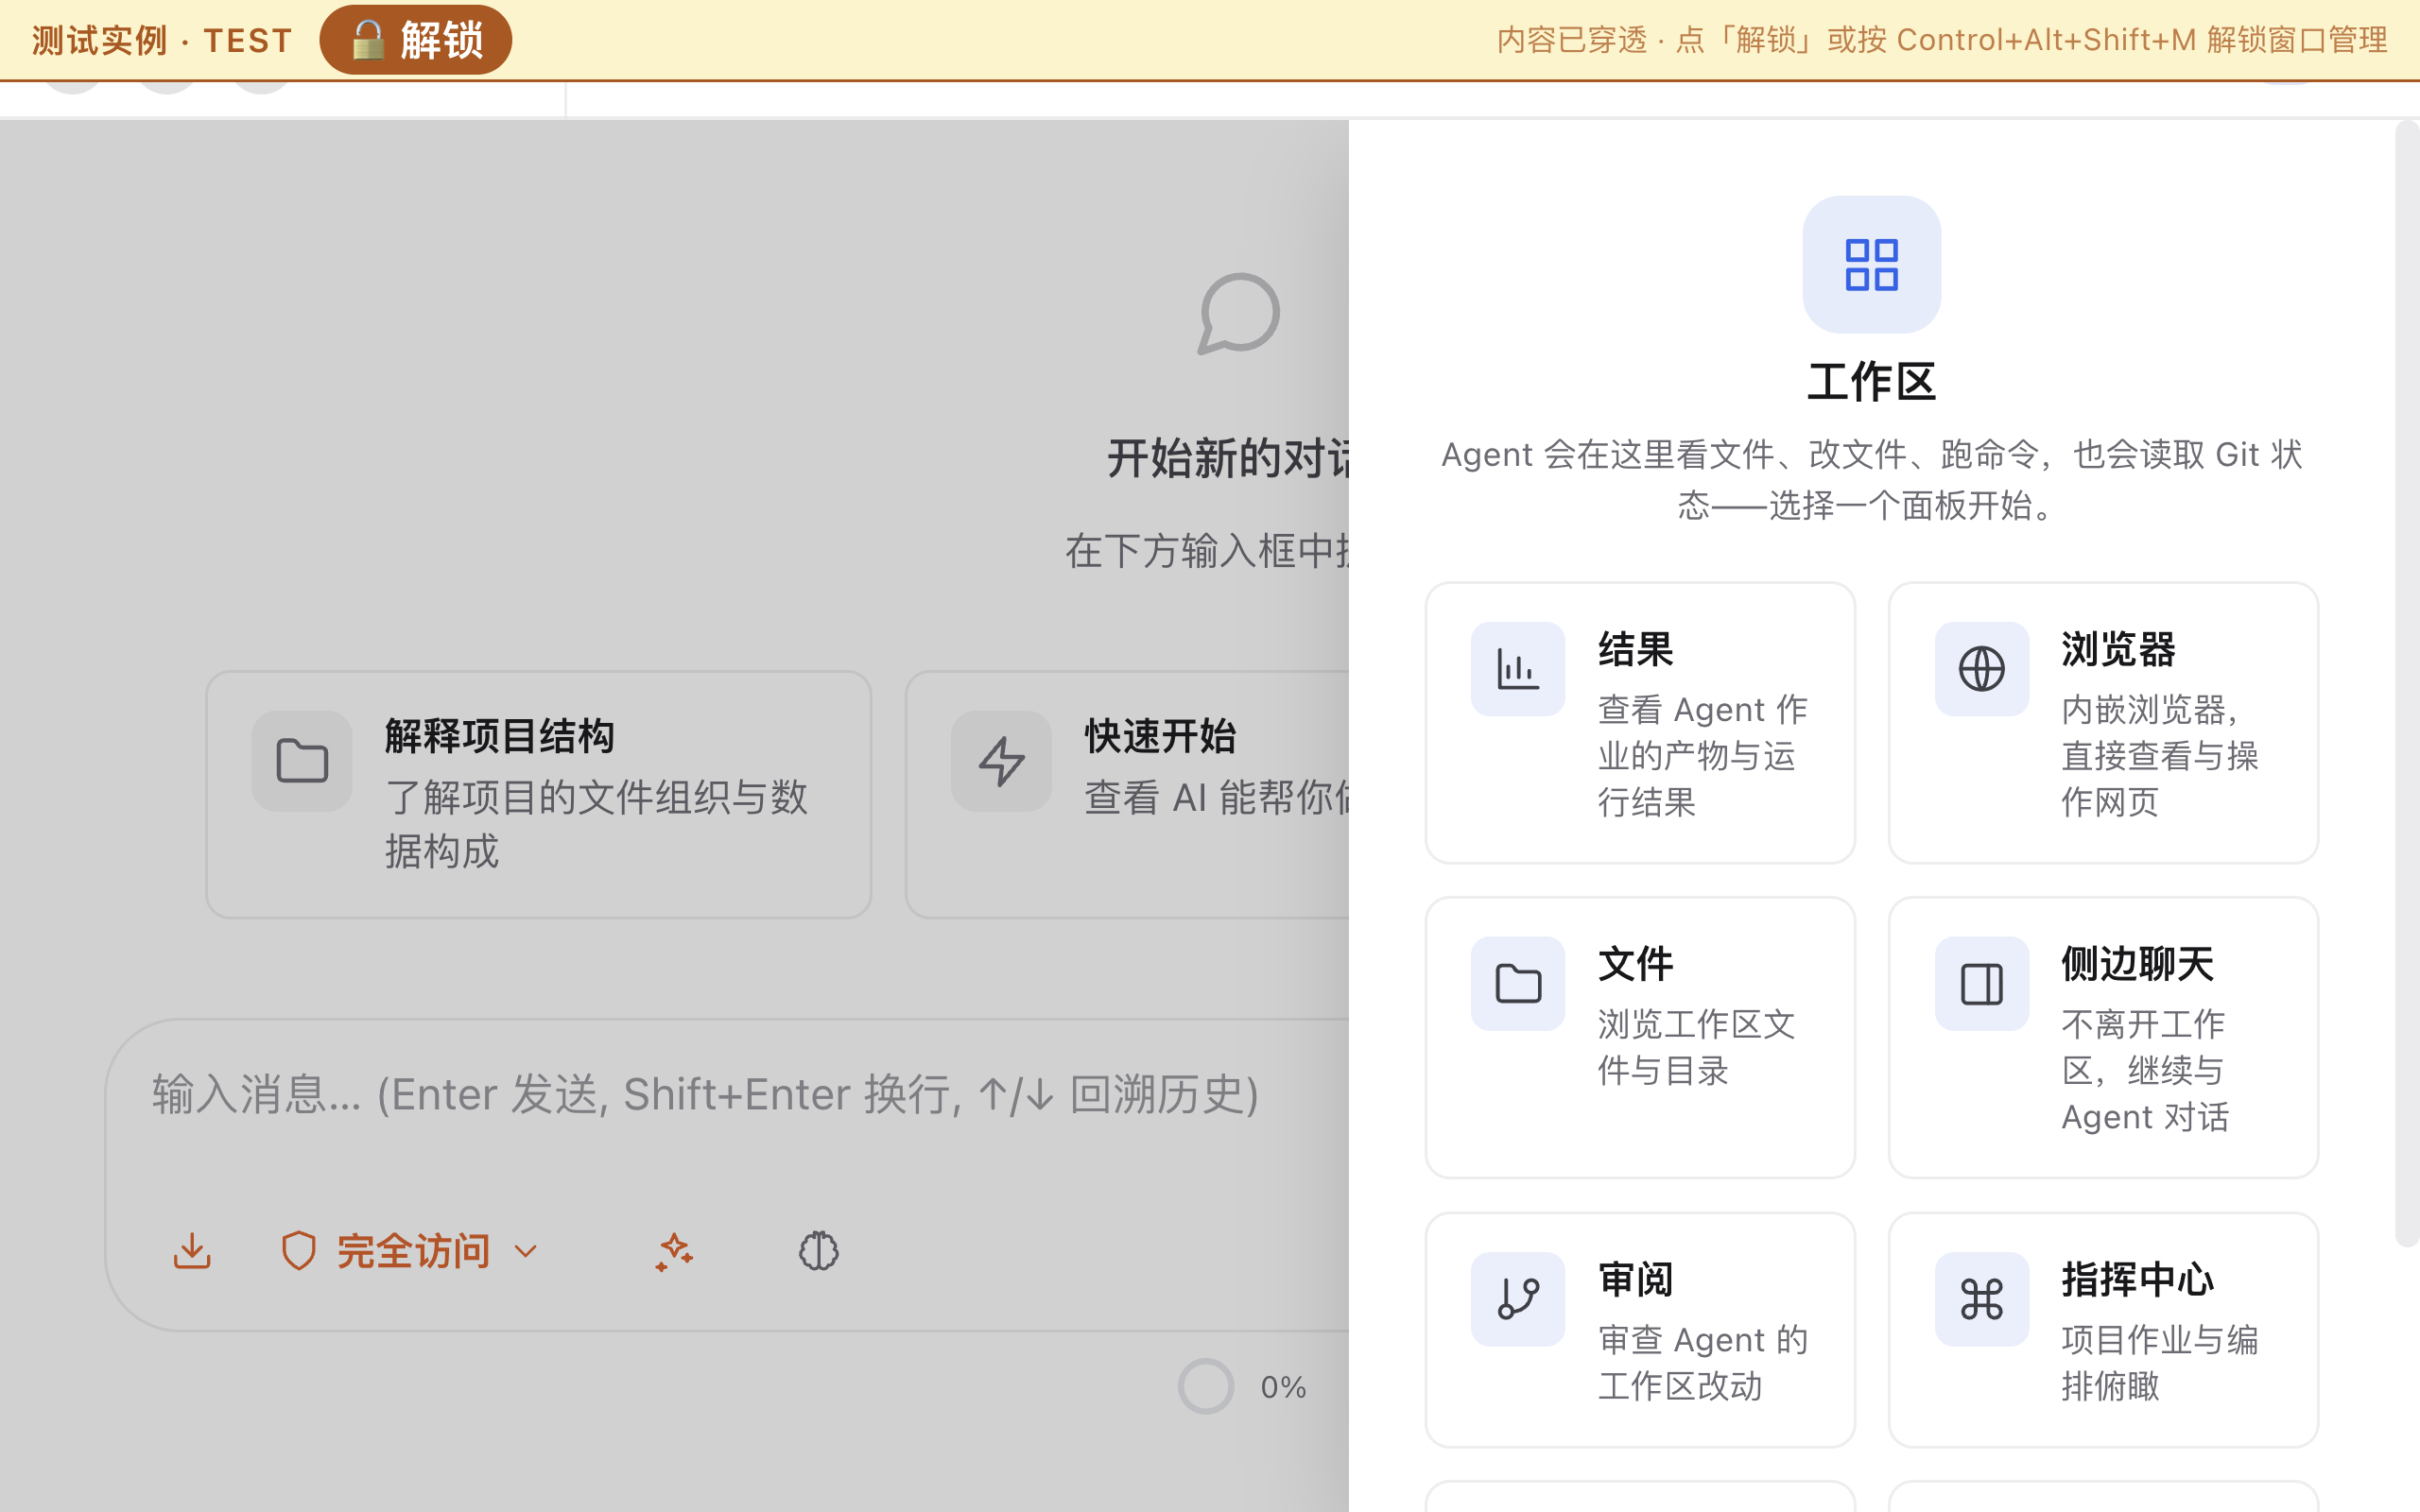 测试实例 · TEST
解锁
内容已穿透 · 点「解锁」或按 Control+Alt+Shift+M 解锁窗口管理
开始新的对
在下方输入框中
解释项目结构
了解项目的文件组织与数
据构成
快速开始
查看 AI 能帮你
输入消息... (Enter 发送, Shift+Enter 换行, ↑/↓ 回溯历史)
完全访问
0%
工作区
Agent 会在这里看文件、改文件、跑命令，也会读取 Git 状
态——选择一个面板开始。
结果
查看 Agent 作
业的产物与运
行结果
浏览器
内嵌浏览器，
直接查看与操
作网页
文件
浏览工作区文
件与目录
侧边聊天
不离开工作
区，继续与
Agent 对话
审阅
审查 Agent 的
工作区改动
指挥中心
项目作业与编
排俯瞰